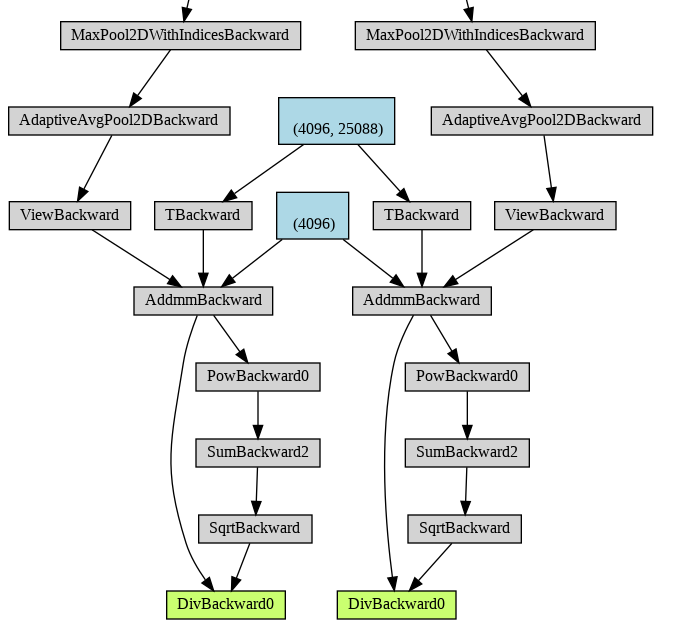 MaxPool2DWithIndicesBackward
MaxPool2DWithIndicesBackward
AdaptiveAvgPool2DBackward
(4096, 25088)
AdaptiveAvgPool2DBackward
ViewBackward
TBackward
(4096)
TBackward
ViewBackward
AddmmBackward
AddmmBackward
PowBackward0
PowBackward0
SumBackward2
SumBackward2
SqrtBackward
SqrtBackward
DivBackward0
DivBackward0